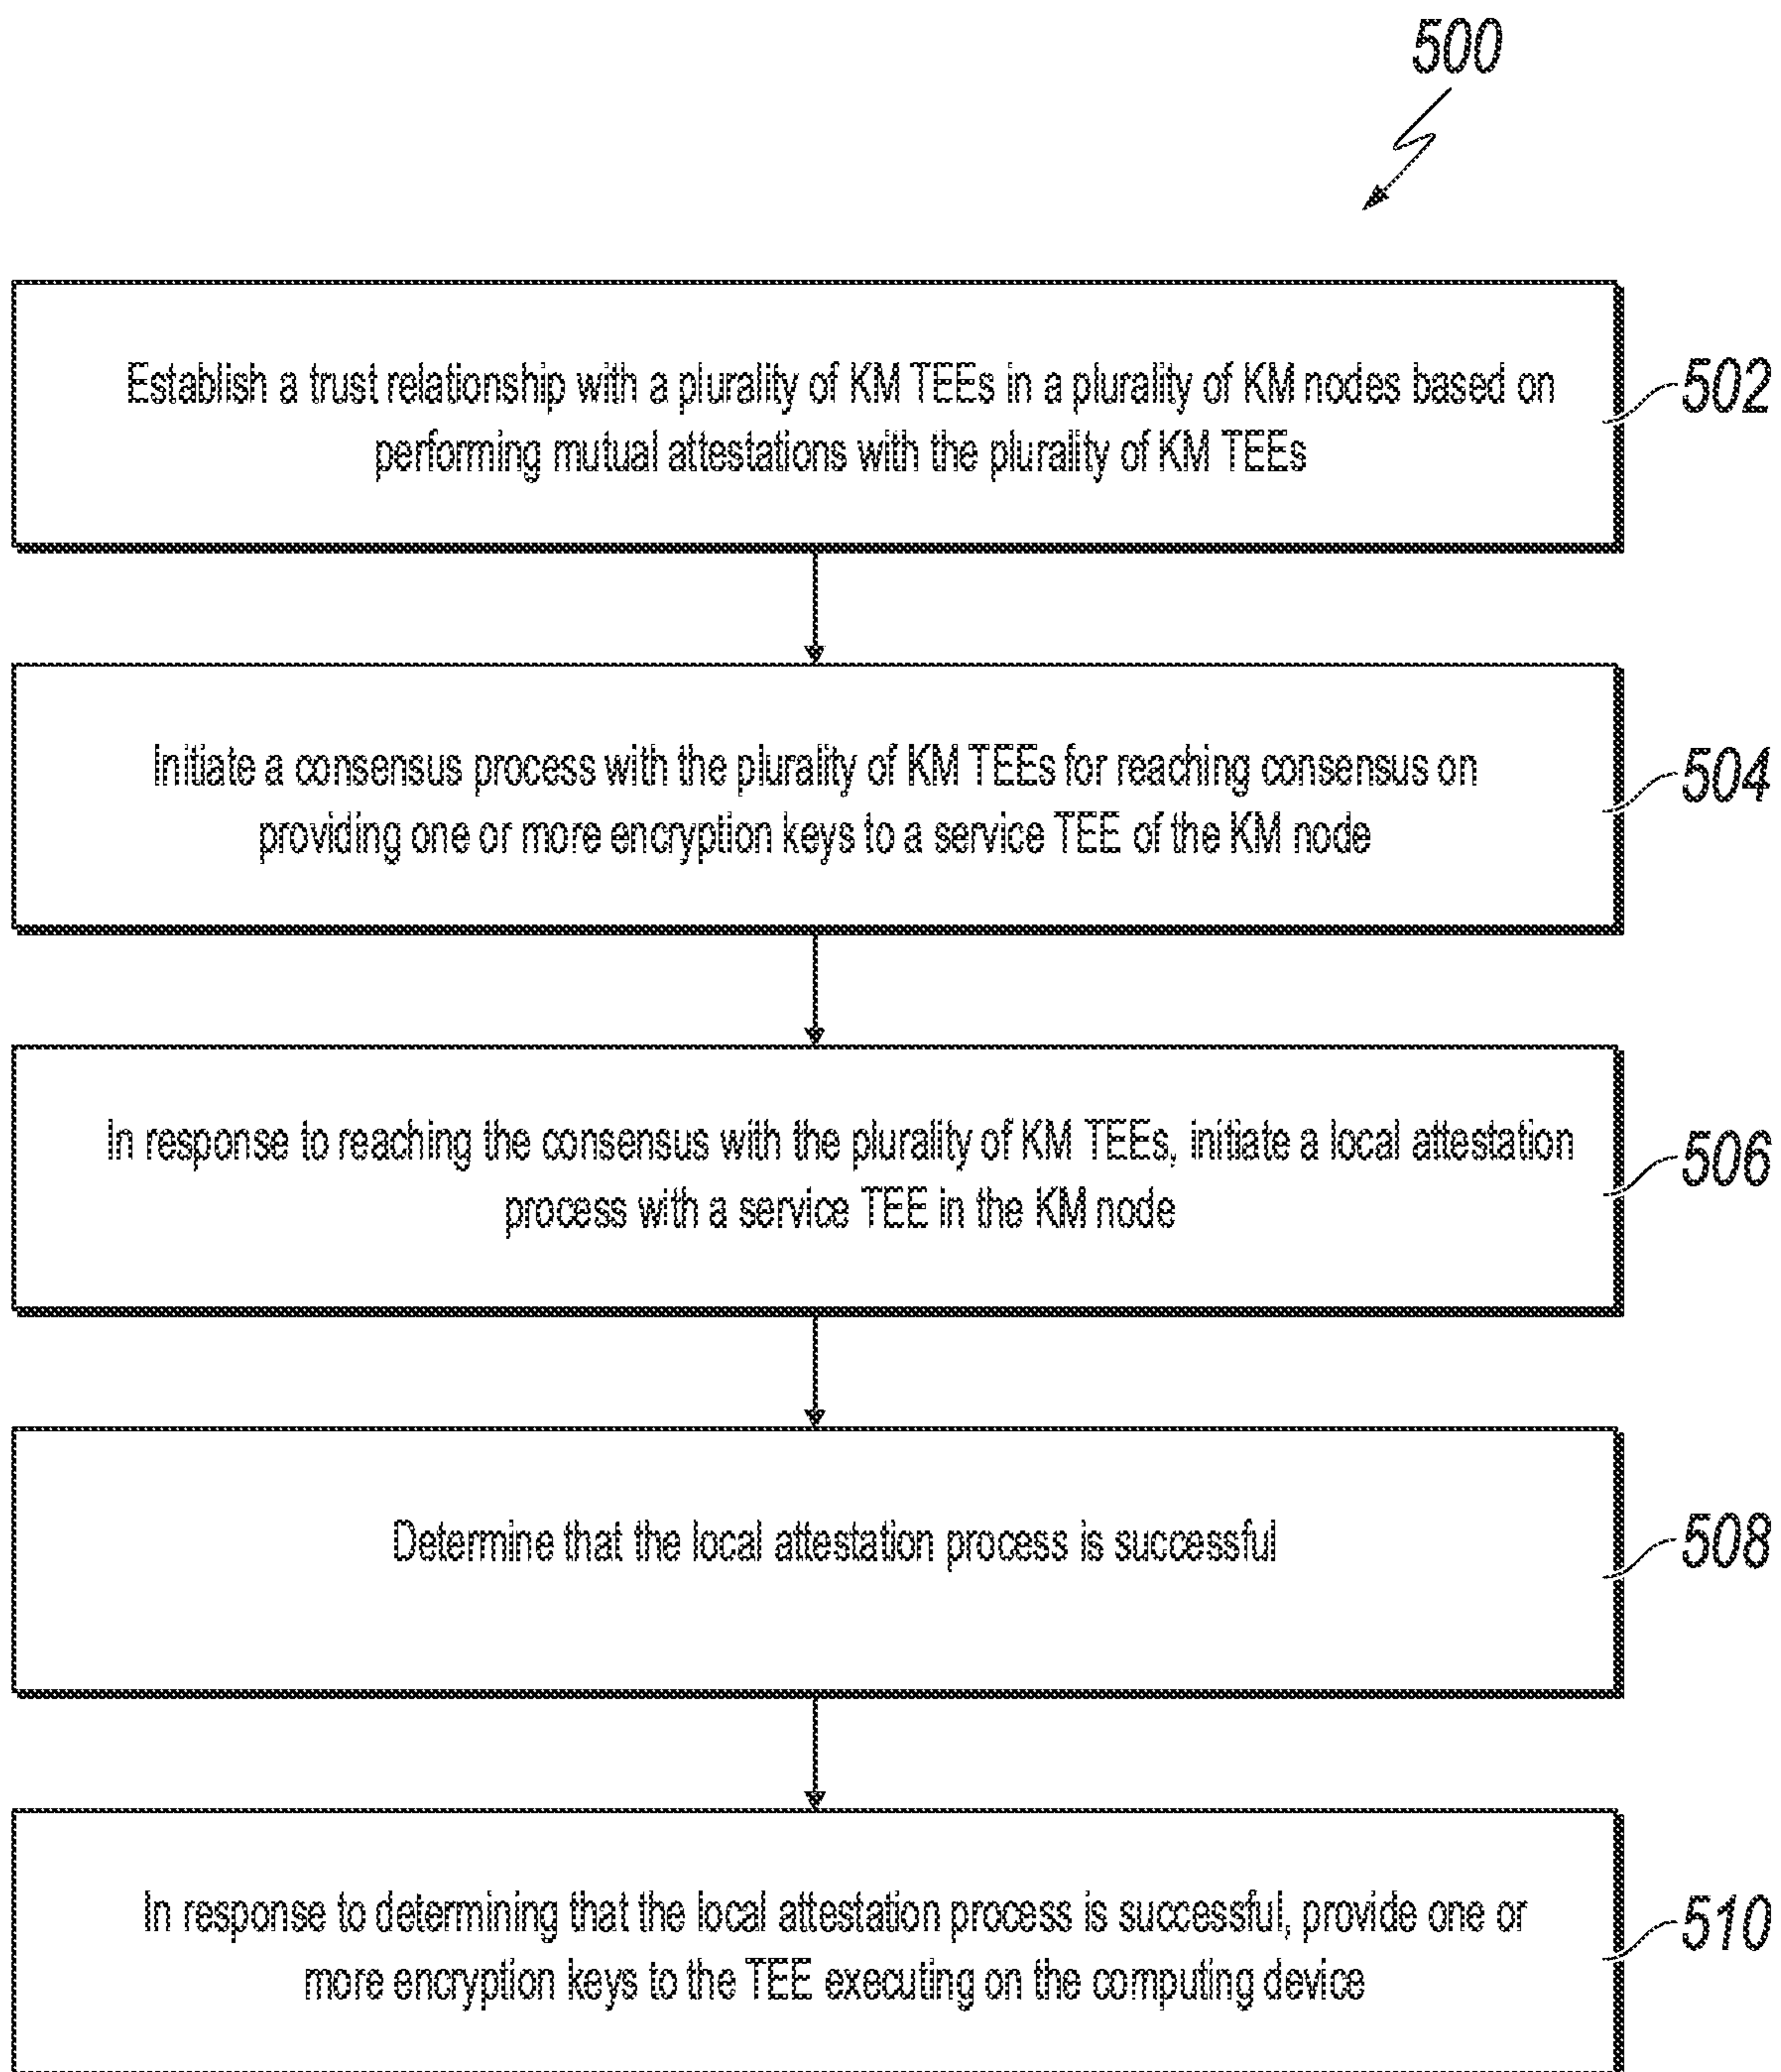 500
Establish a trust relationship with a plurality of KM TEEs in a plurality of KM nodes based on
performing mutual attestations with the plurality of KM TEEs
502
Initiate a consensus process with the plurality of KM TEEs for reaching consensus on
providing one or more encryption keys to a service TEE of the KM node
504
In response to reaching the consensus with the plurality of KM TEEs, initiate a local attestation
process with a service TEE in the KM node
506
Determine that the local attestation process is successful
508
In response to determining that the local attestation process is successful, provide one or
more encryption keys to the TEE executing on the computing device
510